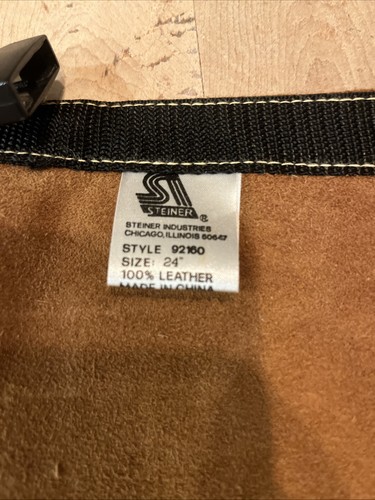 STEINER ®
STEINER INDUSTRIES
CHICAGO, ILLINOIS 60647
STYLE 92160
SIZE: 24"
100% LEATHER
MADE IN CHINA